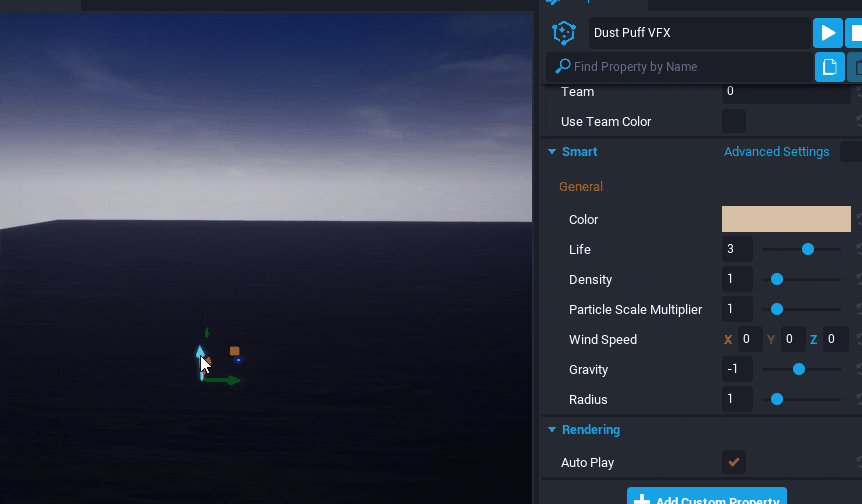 Dust Puff VFX
Find Property by Name
Team 0
Use Team Color
Smart Advanced Settings
General
Color
Life 3
Density 1
Particle Scale Multiplier 1
Wind Speed X 0 Y 0 Z 0
Gravity -1
Radius 1
Rendering
Auto Play
Add Custom Property